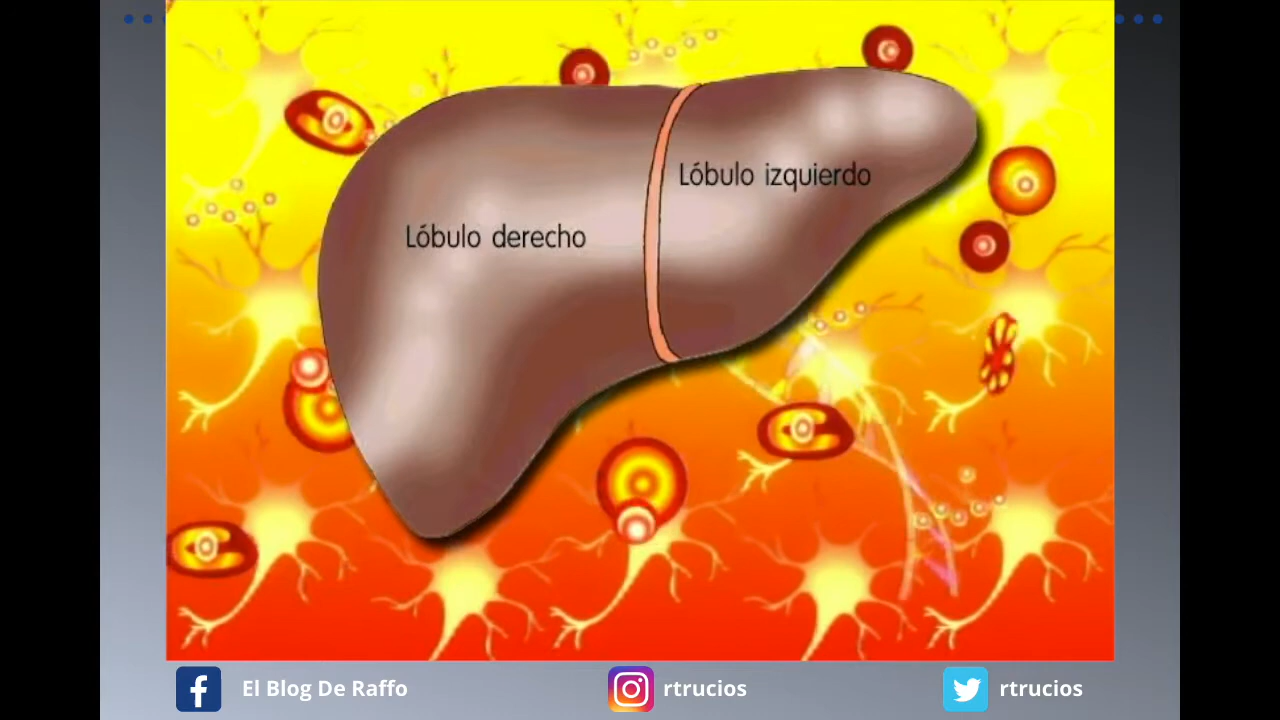 Lóbulo izquierdo
Lóbulo derecho
El Blog De Raffo
rtrucios
rtrucios